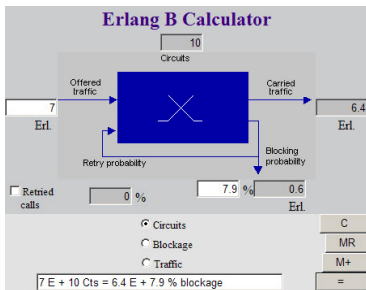 Erlang B Calculator
10
Circuits
Offered
traffic
Carried
traffic
7
6.4
Erl.
Erl.
Retry probability
Blocking
probability
Retried
calls
0 %
7.9 %
0.6
Erl.
Circuits
C
Blockage
MR
Traffic
M+
7 E + 10 Cts = 6.4 E + 7.9 % blockage
=